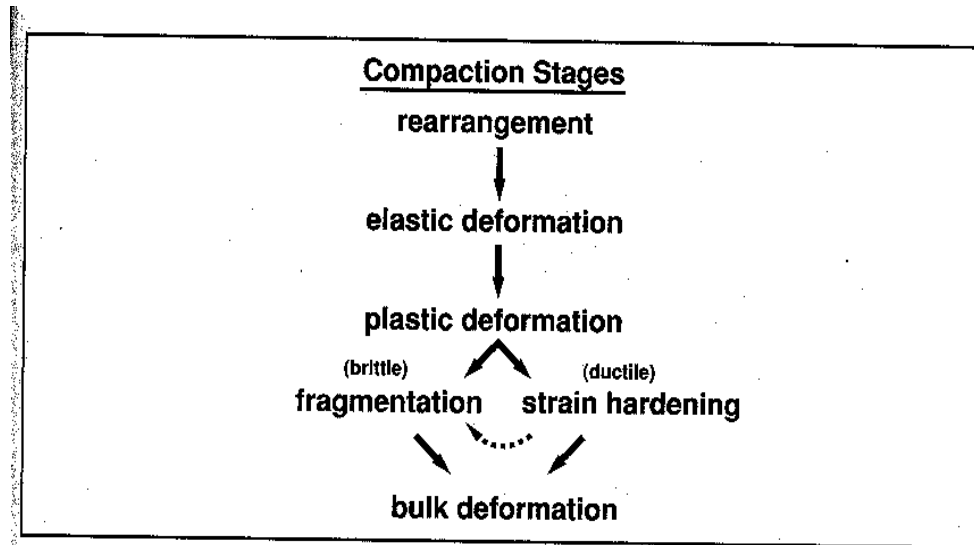 Compaction Stages
rearrangement
elastic deformation
plastic deformation
(brittle) (ductile)
fragmentation strain hardening
bulk deformation